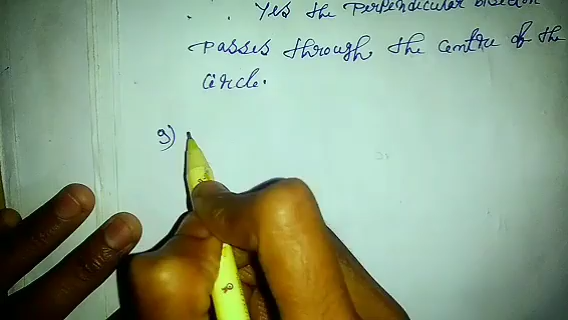 Yes the perpendicular bisector
passes through the centre of the
circle.
9)